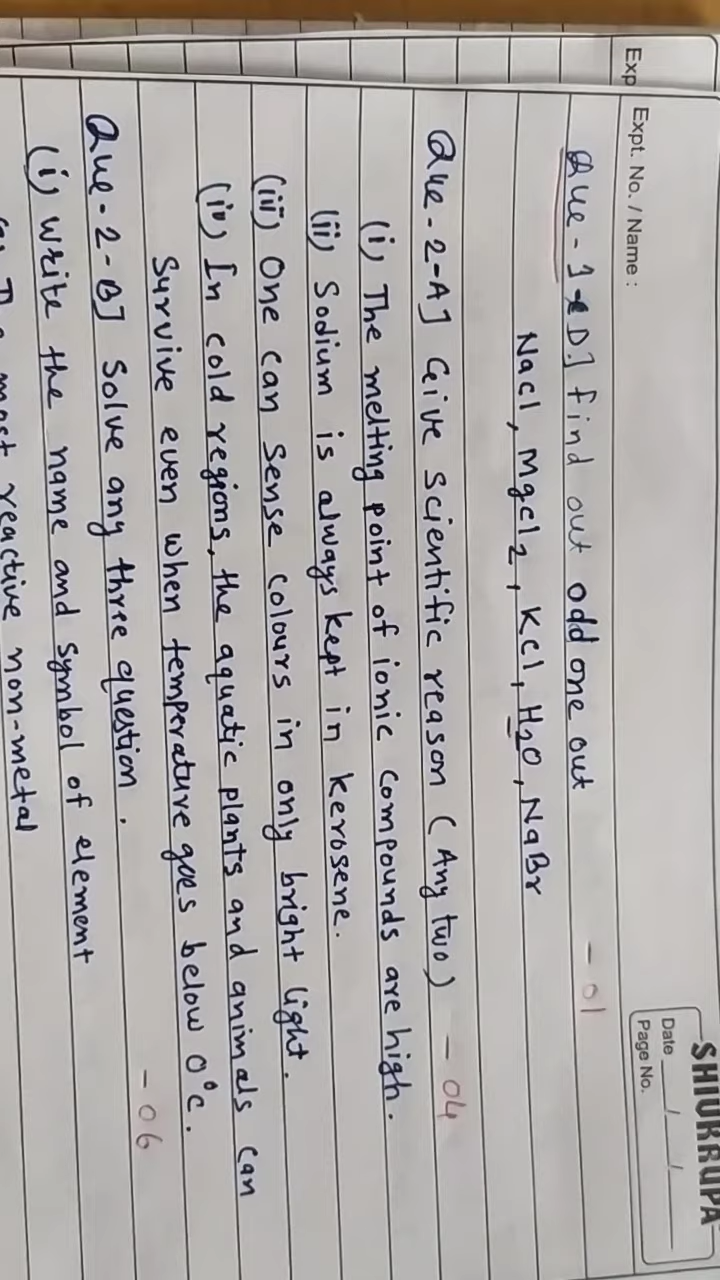 SHIVKRUPA
Exp Expt. No. / Name :
Date / /
Page No.
Que - 1 D.] find out odd one out - 01
Nacl, Mgcl2, Kcl, H2O, NaBr
Que - 2 - A] Give Scientific reason (Any two) - 04
(i) The melting point of ionic compounds are high.
(ii) Sodium is always kept in kerosene.
(iii) One can sense colours in only bright light.
(iv) In cold regions, the aquatic plants and animals can
survive even when temperature goes below 0°c.
Que - 2 - B] Solve any three question. - 06
(i) write the name and symbol of element
most reactive non-metal